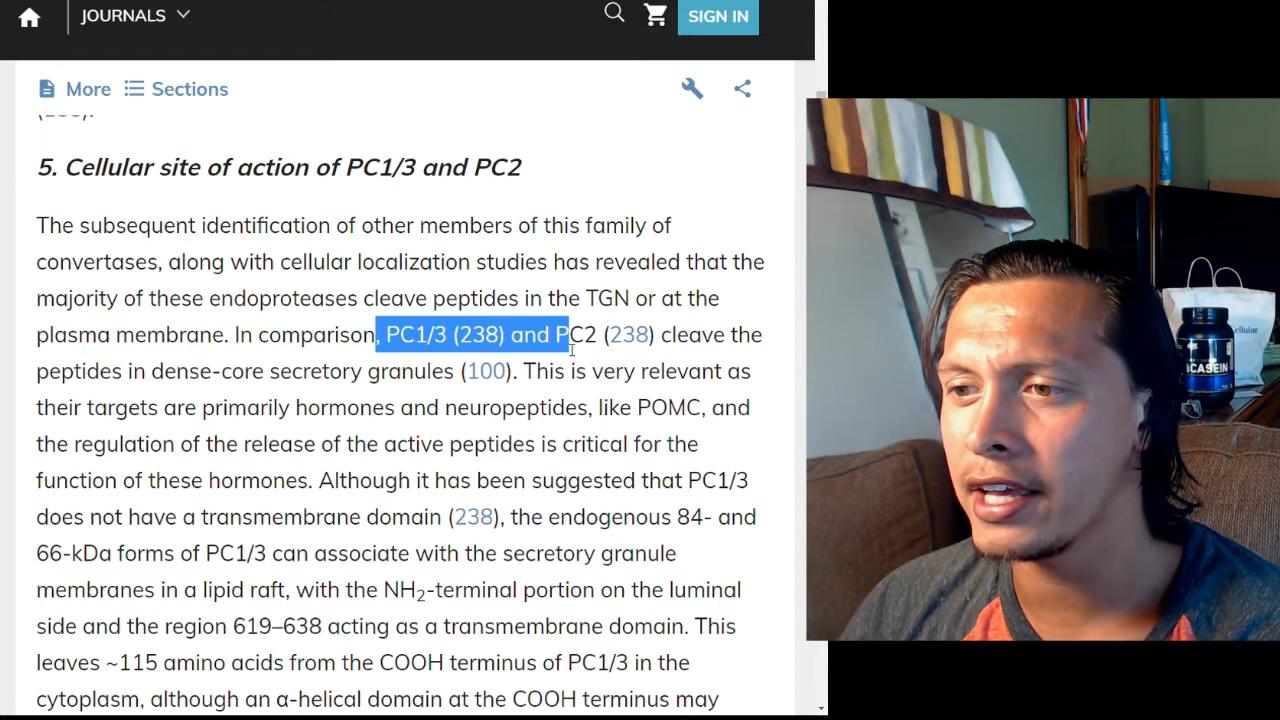 JOURNALS
SIGN IN
More
Sections
5. Cellular site of action of PC1/3 and PC2
The subsequent identification of other members of this family of
convertases, along with cellular localization studies has revealed that the
majority of these endoproteases cleave peptides in the TGN or at the
plasma membrane. In comparison, PC1/3 (238) and PC2 (238) cleave the
peptides in dense-core secretory granules (100). This is very relevant as
their targets are primarily hormones and neuropeptides, like POMC, and
the regulation of the release of the active peptides is critical for the
function of these hormones. Although it has been suggested that PC1/3
does not have a transmembrane domain (238), the endogenous 84- and
66-kDa forms of PC1/3 can associate with the secretory granule
membranes in a lipid raft, with the NH₂-terminal portion on the luminal
side and the region 619–638 acting as a transmembrane domain. This
leaves ~115 amino acids from the COOH terminus of PC1/3 in the
cytoplasm, although an α-helical domain at the COOH terminus may
CASEIN